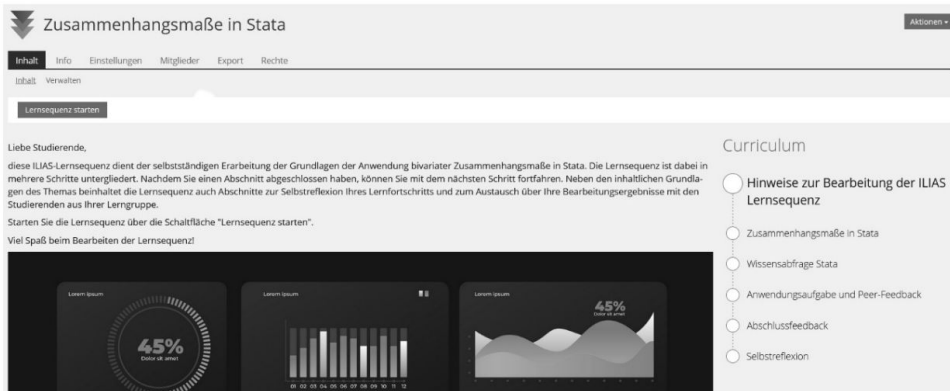 Zusammenhangsmaße in Stata
Aktionen
Inhalt Info Einstellungen Mitglieder Export Rechte
Inhalt Verwalten
Lernsequenz starten
Liebe Studierende,
diese ILIAS-Lernsequenz dient der selbstständigen Erarbeitung der Grundlagen der Anwendung bivariater Zusammenhangsmaße in Stata. Die Lernsequenz ist dabei in
mehrere Schritte untergliedert. Nachdem Sie einen Abschnitt abgeschlossen haben, können Sie mit dem nächsten Schritt fortfahren. Neben den inhaltlichen Grundla-
gen des Themas beinhaltet die Lernsequenz auch Abschnitte zur Selbstreflexion Ihres Lernfortschritts und zum Austausch über Ihre Bearbeitungsergebnisse mit den
Studierenden aus Ihrer Lerngruppe.
Starten Sie die Lernsequenz über die Schaltfläche "Lernsequenz starten".
Viel Spaß beim Bearbeiten der Lernsequenz!
Lorem Ipsum
45%
Dolor sit amet
Lorem Ipsum
01 02 03 04 05 06 07 08 09 10 11 12
Lorem Ipsum
45%
Dolor sit amet
Curriculum
Hinweise zur Bearbeitung der ILIAS
Lernsequenz
Zusammenhangsmaße in Stata
Wissensabfrage Stata
Anwendungsaufgabe und Peer-Feedback
Abschlussfeedback
Selbstreflexion